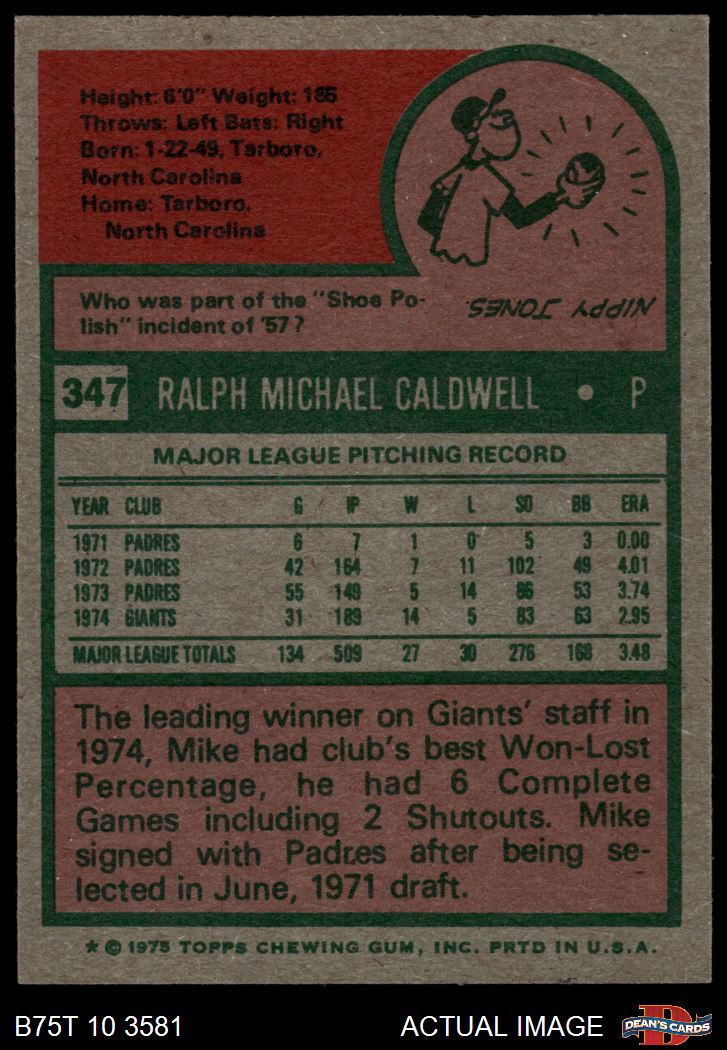 Height: 6'0" Weight: 185
Throws: Left Bats: Right
Born: 1-22-49, Tarboro,
North Carolina
Home: Tarboro,
North Carolina
Who was part of the "Shoe Po-
lish" incident of '57?
NIPPY JONES.
347 RALPH MICHAEL CALDWELL • P
MAJOR LEAGUE PITCHING RECORD
YEAR CLUB G IP W L SO BB ERA
1971 PADRES 6 7 1 0 5 3 0.00
1972 PADRES 42 164 7 11 102 49 4.01
1973 PADRES 55 149 5 14 86 53 3.74
1974 GIANTS 31 189 14 5 83 63 2.95
MAJOR LEAGUE TOTALS 134 509 27 30 276 168 3.48
The leading winner on Giants' staff in
1974, Mike had club's best Won-Lost
Percentage, he had 6 Complete
Games including 2 Shutouts. Mike
signed with Padres after being se-
lected in June, 1971 draft.
* © 1975 TOPPS CHEWING GUM, INC. PRTD IN U.S.A.
B75T 10 3581 ACTUAL IMAGE
D
DEAN'S CARDS